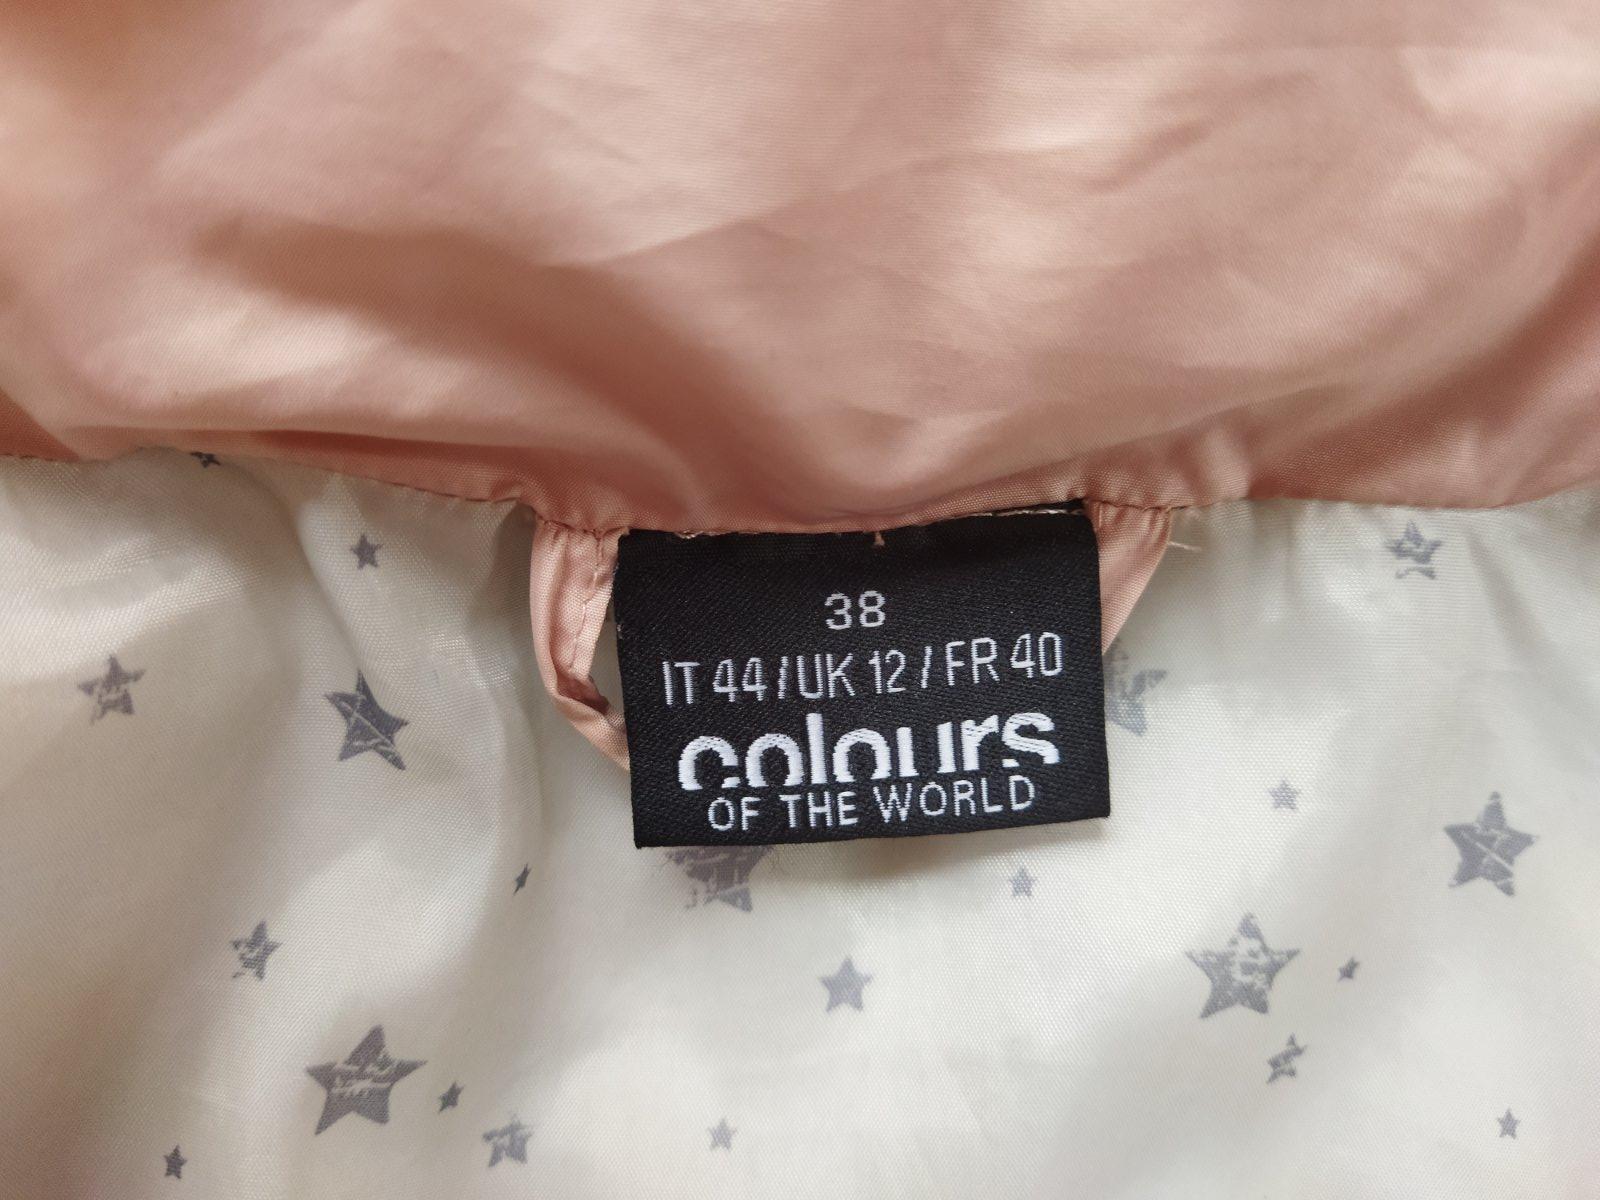 38
IT 44 / UK 12 / FR 40
colours
OF THE WORLD